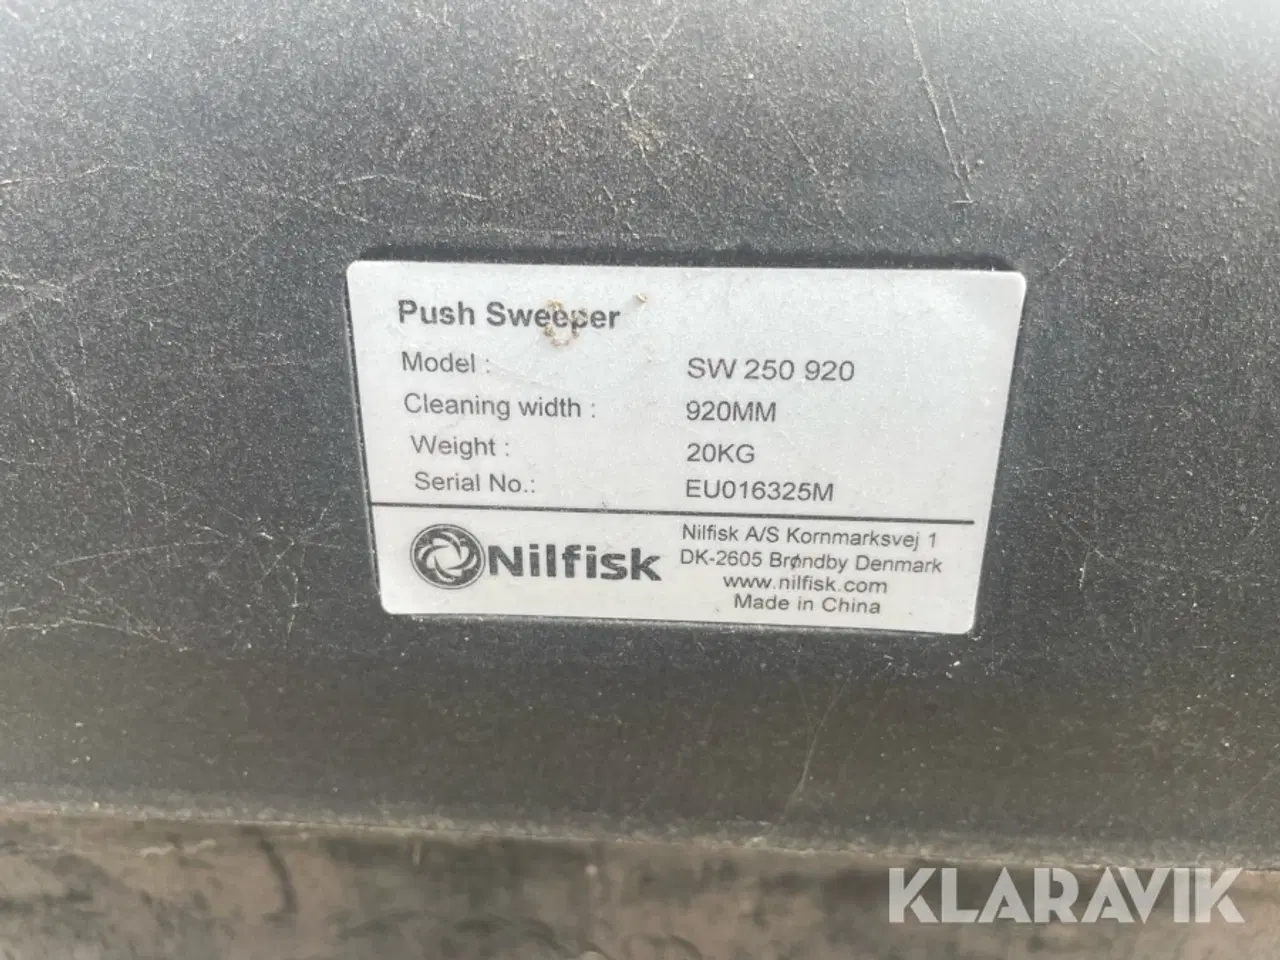 Push Sweeper
Model : SW 250 920
Cleaning width : 920MM
Weight : 20KG
Serial No.: EU016325M
Nilfisk
Nilfisk A/S Kornmarksvej 1
DK-2605 Brøndby Denmark
www.nilfisk.com
Made in China
KLARAVIK